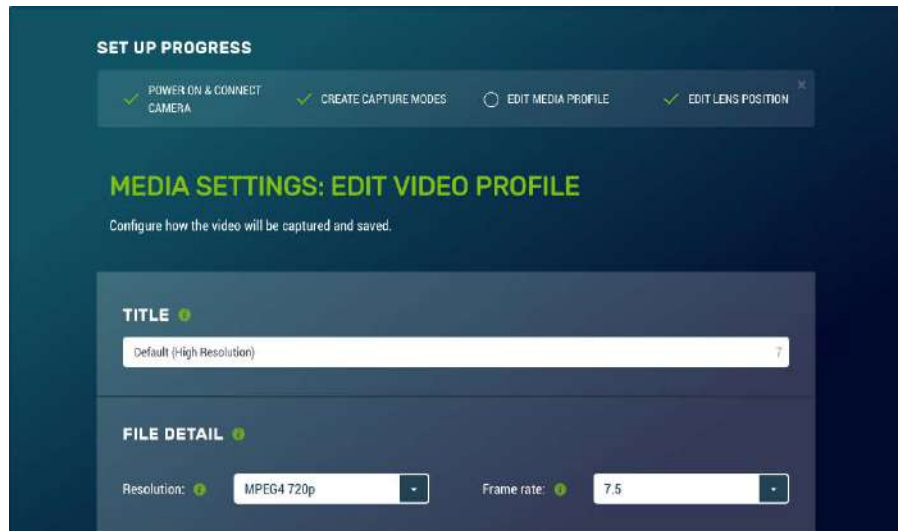 SET UP PROGRESS
POWER ON & CONNECT
CAMERA
CREATE CAPTURE MODES
EDIT MEDIA PROFILE
EDIT LENS POSITION
MEDIA SETTINGS: EDIT VIDEO PROFILE
Configure how the video will be captured and saved.
TITLE
Default (High Resolution) 7
FILE DETAIL
Resolution: MPEG4 720p Frame rate: 7.5